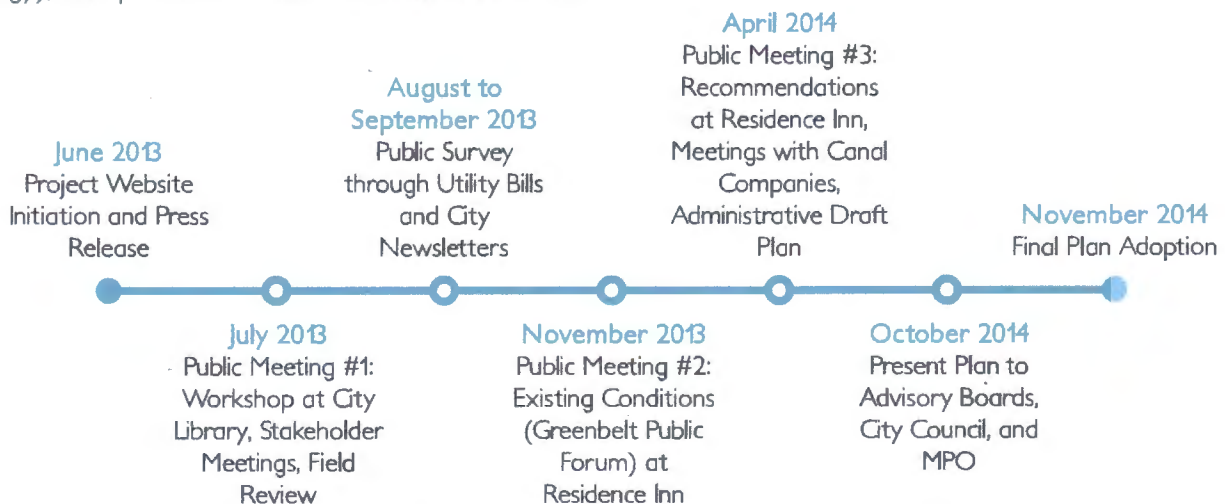 June 2013
Project Website
Initiation and Press
Release
July 2013
Public Meeting #1:
Workshop at City
Library, Stakeholder
Meetings, Field
Review
August to
September 2013
Public Survey
through Utility Bills
and City
Newsletters
November 2013
Public Meeting #2:
Existing Conditions
(Greenbelt Public
Forum) at
Residence Inn
April 2014
Public Meeting #3:
Recommendations
at Residence Inn,
Meetings with Canal
Companies,
Administrative Draft
Plan
October 2014
Present Plan to
Advisory Boards,
City Council, and
MPO
November 2014
Final Plan Adoption